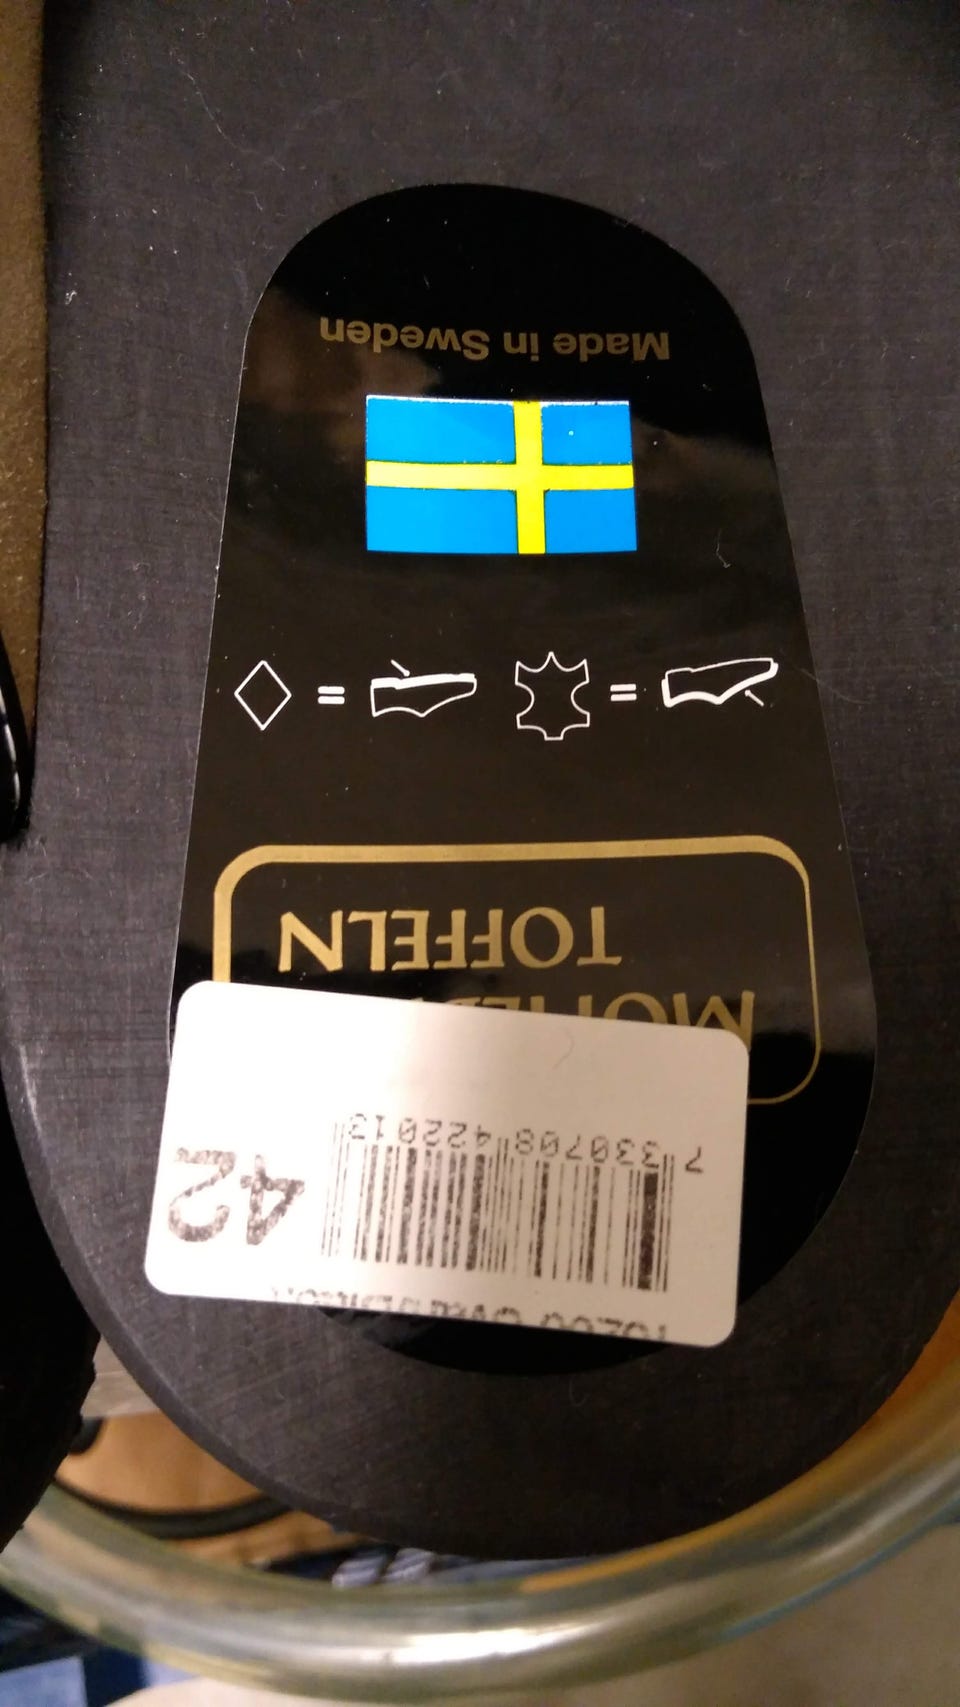 42
7 330708 422013
TOFFELN
= =
Made in Sweden